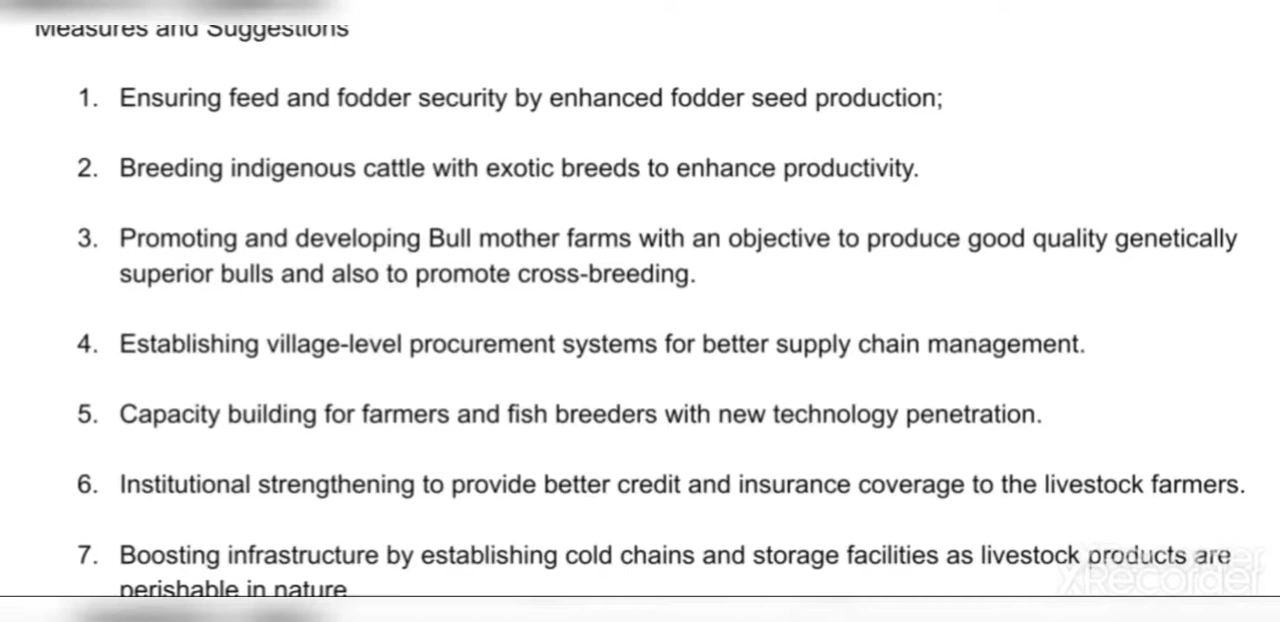 Measures and Suggestions
1. Ensuring feed and fodder security by enhanced fodder seed production;
2. Breeding indigenous cattle with exotic breeds to enhance productivity.
3. Promoting and developing Bull mother farms with an objective to produce good quality genetically
superior bulls and also to promote cross-breeding.
4. Establishing village-level procurement systems for better supply chain management.
5. Capacity building for farmers and fish breeders with new technology penetration.
6. Institutional strengthening to provide better credit and insurance coverage to the livestock farmers.
7. Boosting infrastructure by establishing cold chains and storage facilities as livestock products are
perishable in nature
XRecorder